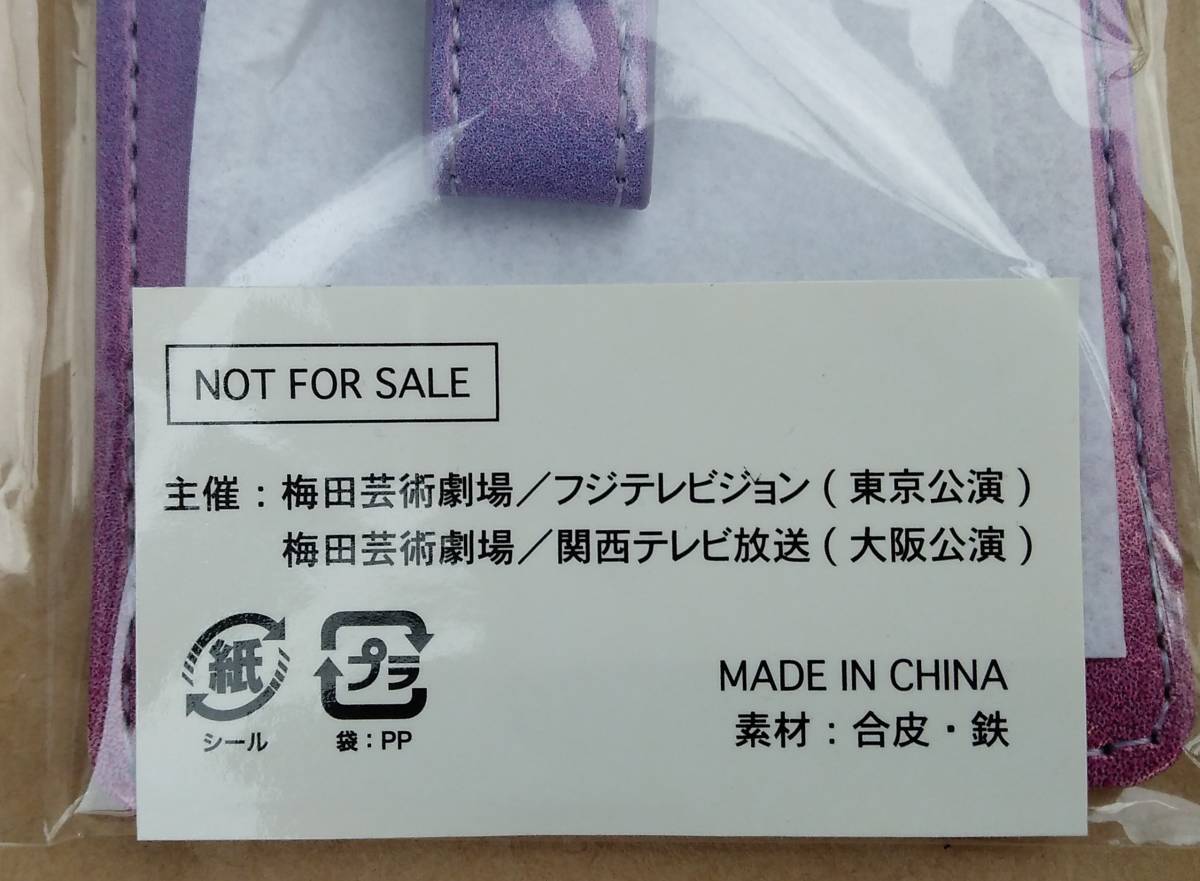 NOT FOR SALE
主催：梅田芸術劇場／フジテレビジョン（東京公演）
梅田芸術劇場／関西テレビ放送（大阪公演）
紙
シール
プラ
袋：PP
MADE IN CHINA
素材：合皮・鉄